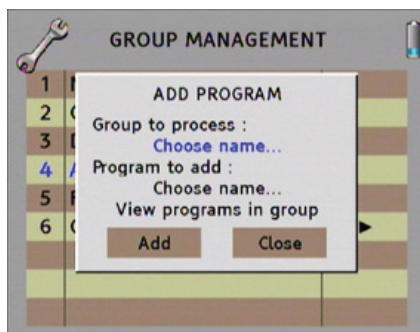 GROUP MANAGEMENT
ADD PROGRAM
Group to process :
Choose name...
Program to add :
Choose name...
View programs in group
Add Close
1
2
3
4
5
6